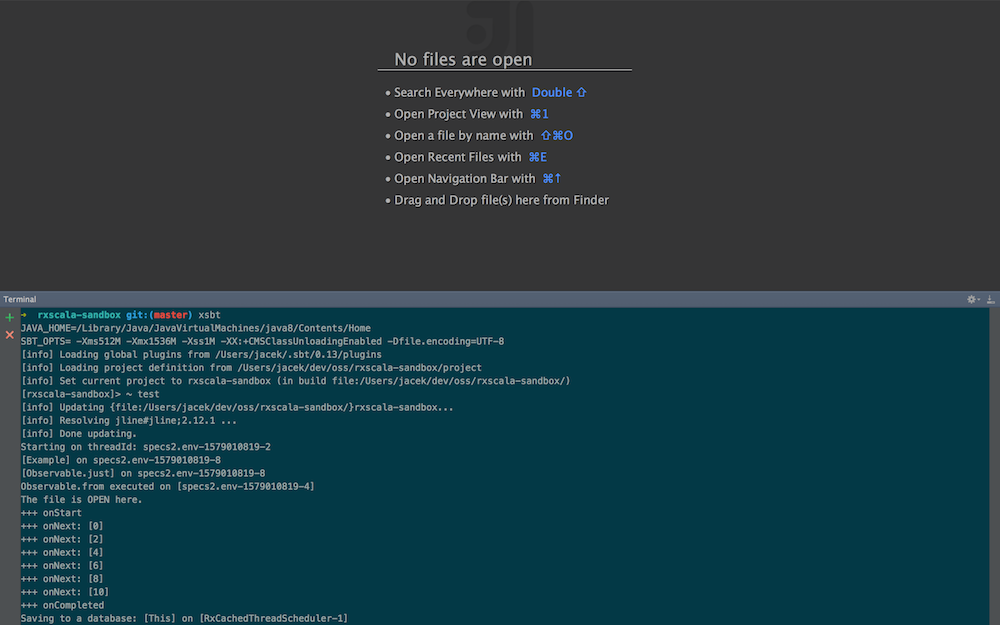 No files are open
• Search Everywhere with Double ⇧
• Open Project View with ⌘1
• Open a file by name with ⇧⌘O
• Open Recent Files with ⌘E
• Open Navigation Bar with ⌘↑
• Drag and Drop file(s) here from Finder
Terminal
→ rxscala-sandbox git:(master) xsbt
JAVA_HOME=/Library/Java/JavaVirtualMachines/java8/Contents/Home
SBT_OPTS= -Xms512M -Xmx1536M -Xss1M -XX:+CMSClassUnloadingEnabled -Dfile.encoding=UTF-8
[info] Loading global plugins from /Users/jacek/.sbt/0.13/plugins
[info] Loading project definition from /Users/jacek/dev/oss/rxscala-sandbox/project
[info] Set current project to rxscala-sandbox (in build file:/Users/jacek/dev/oss/rxscala-sandbox/)
[rxscala-sandbox]> ~ test
[info] Updating {file:/Users/jacek/dev/oss/rxscala-sandbox/}rxscala-sandbox...
[info] Resolving jline#jline;2.12.1 ...
[info] Done updating.
Starting on threadId: specs2.env-1579010819-2
[Example] on specs2.env-1579010819-8
[Observable.just] on specs2.env-1579010819-8
Observable.from executed on [specs2.env-1579010819-4]
The file is OPEN here.
+++ onStart
+++ onNext: [0]
+++ onNext: [2]
+++ onNext: [4]
+++ onNext: [6]
+++ onNext: [8]
+++ onNext: [10]
+++ onCompleted
Saving to a database: [This] on [RxCachedThreadScheduler-1]